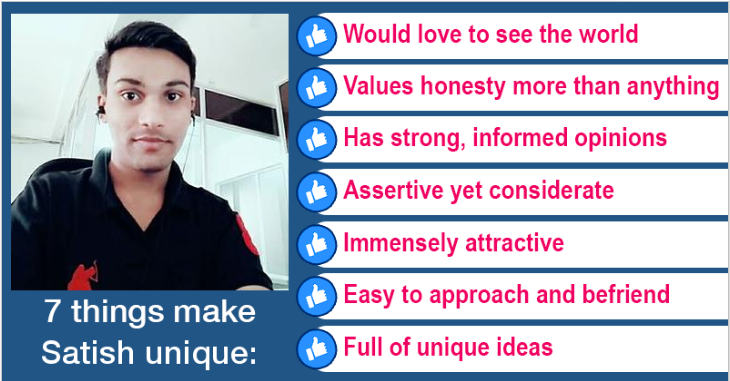 Would love to see the world
Values honesty more than anything
Has strong, informed opinions
Assertive yet considerate
Immensely attractive
Easy to approach and befriend
Full of unique ideas
7 things make
Satish unique: